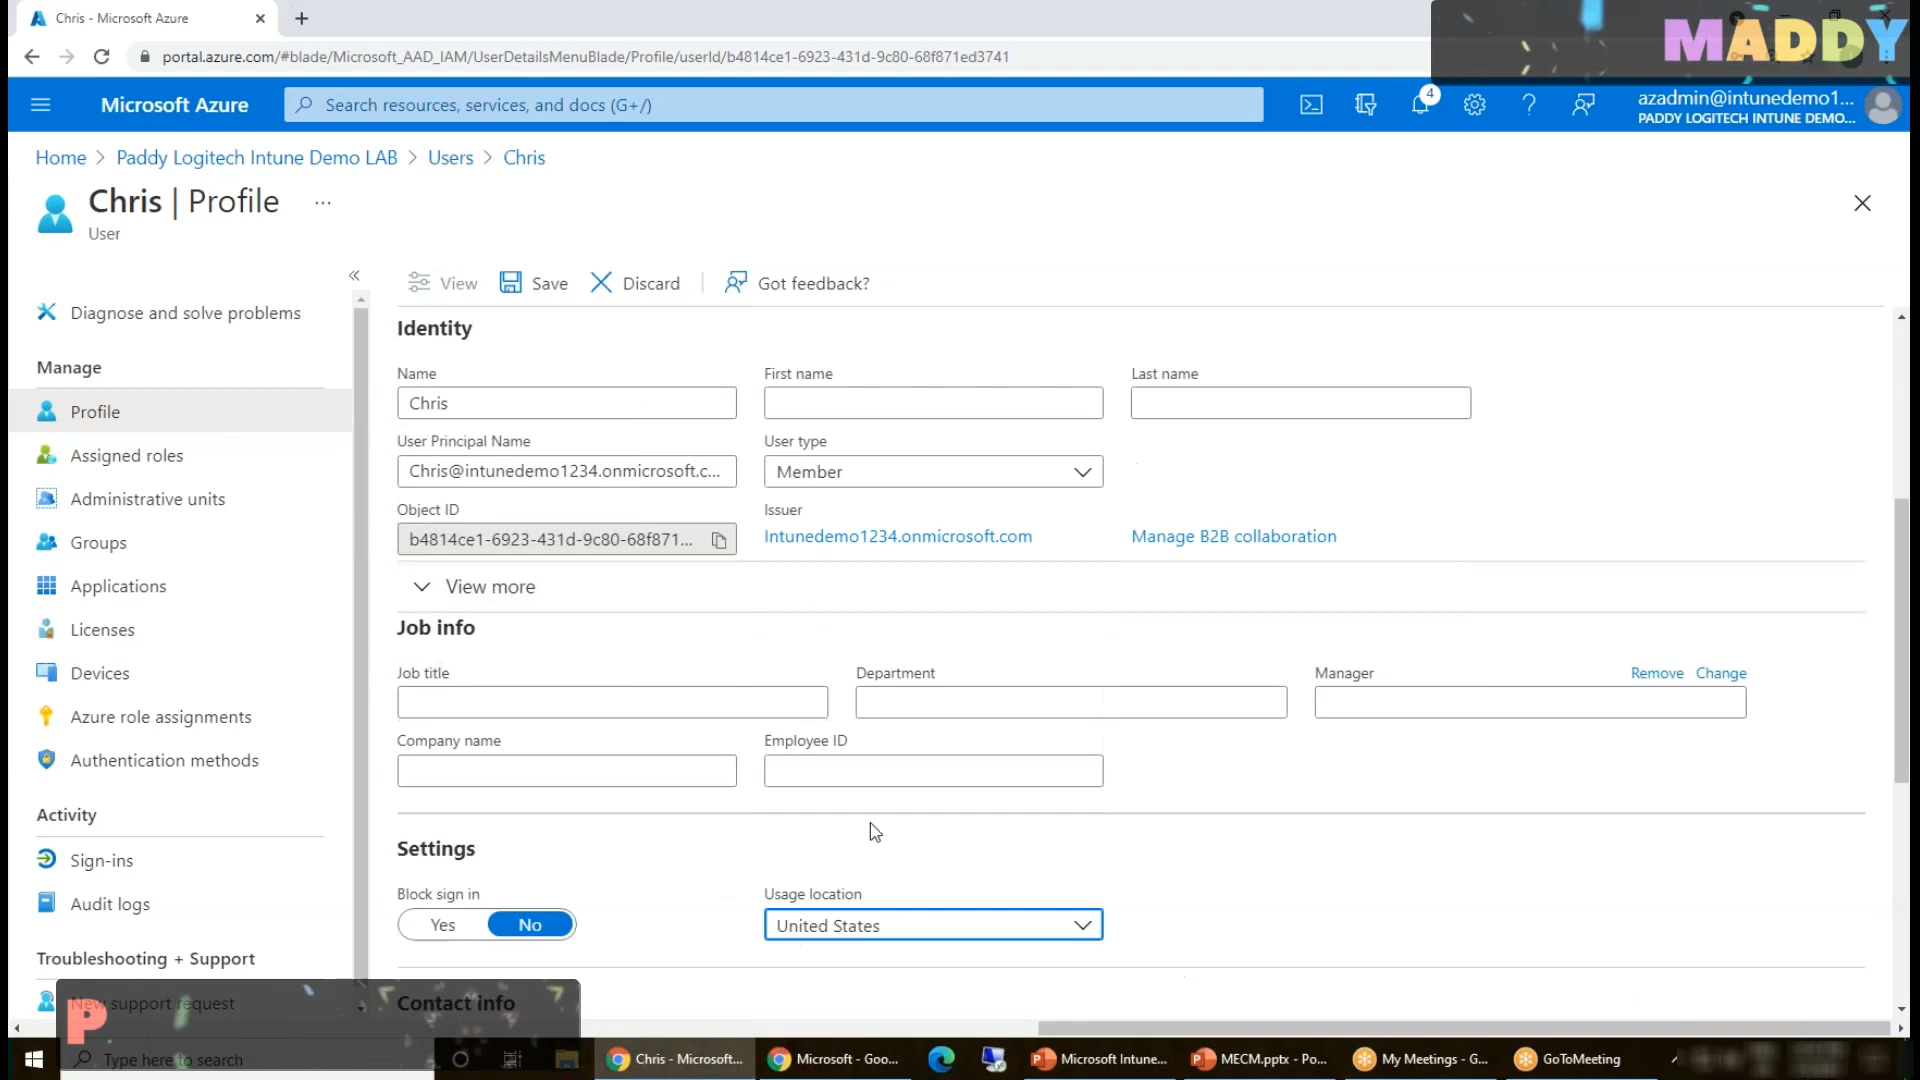 Chris - Microsoft Azure
portal.azure.com/#blade/Microsoft_AAD_IAM/UserDetailsMenuBlade/Profile/userId/b4814ce1-6923-431d-9c80-68f871ed3741
MADDY
Microsoft Azure
Search resources, services, and docs (G+/)
4
azadmin@intunedemo1...
PADDY LOGITECH INTUNE DEMO...
Home > Paddy Logitech Intune Demo LAB > Users > Chris
Chris | Profile ...
User
View Save Discard Got feedback?
Diagnose and solve problems
Manage
Profile
Assigned roles
Administrative units
Groups
Applications
Licenses
Devices
Azure role assignments
Authentication methods
Activity
Sign-ins
Audit logs
Troubleshooting + Support
New support request
Identity
Name First name Last name
Chris
User Principal Name User type
Chris@intunedemo1234.onmicrosoft.c... Member
Object ID Issuer
b4814ce1-6923-431d-9c80-68f871... Intunedemo1234.onmicrosoft.com Manage B2B collaboration
View more
Job info
Job title Department Manager Remove Change
Company name Employee ID
Settings
Block sign in Usage location
Yes No United States
Contact info
P
Type here to search
Chris - Microsoft... Microsoft - Goo... Microsoft Intune... MECM.pptx - Po... My Meetings - G... GoToMeeting